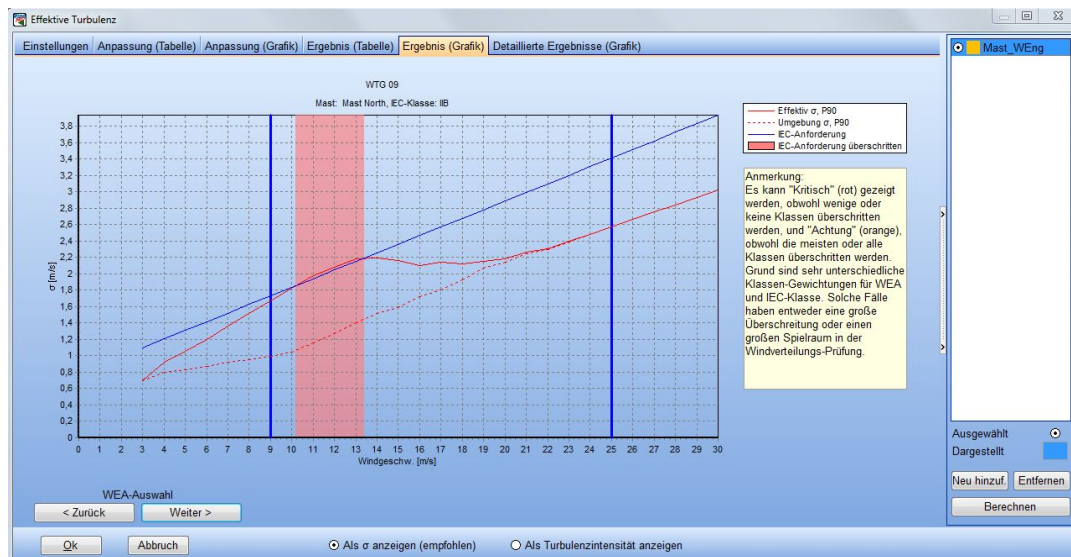 Effektive Turbulenz
Einstellungen Anpassung (Tabelle) Anpassung (Grafik) Ergebnis (Tabelle) Ergebnis (Grafik) Detaillierte Ergebnisse (Grafik)
WTG 09
Mast: Mast North, IEC-Klasse: IIB
3,8
3,6
3,4
3,2
3
2,8
2,6
2,4
2,2
2
1,8
1,6
1,4
1,2
1
0,8
0,6
0,4
0,2
0
σ [m/s]
0 1 2 3 4 5 6 7 8 9 10 11 12 13 14 15 16 17 18 19 20 21 22 23 24 25 26 27 28 29 30
Windgeschw. [m/s]
Effektiv σ, P90
Umgebung σ, P90
IEC-Anforderung
IEC-Anforderung überschritten
Anmerkung:
Es kann "Kritisch" (rot) gezeigt
werden, obwohl wenige oder
keine Klassen überschritten
werden, und "Achtung" (orange),
obwohl die meisten oder alle
Klassen überschritten werden.
Grund sind sehr unterschiedliche
Klassen-Gewichtungen für WEA
und IEC-Klasse. Solche Fälle
haben entweder eine große
Überschreitung oder einen
großen Spielraum in der
Windverteilungs-Prüfung.
Mast_WEng
Ausgewählt
Dargestellt
Neu hinzuf. Entfernen
Berechnen
WEA-Auswahl
< Zurück Weiter >
Ok Abbruch Als σ anzeigen (empfohlen) Als Turbulenzintensität anzeigen